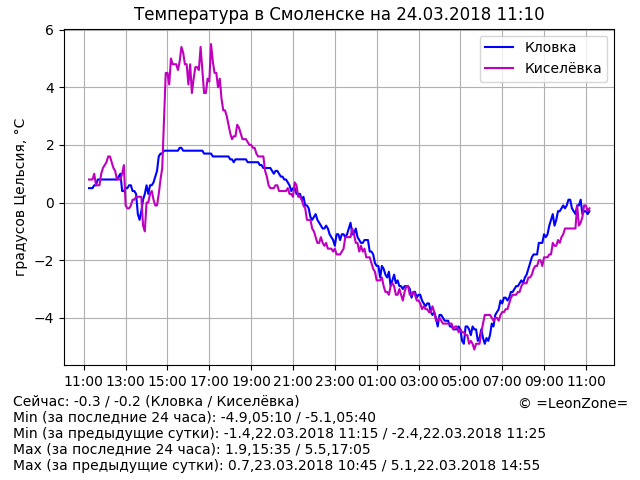 Температура в Смоленске на 24.03.2018 11:10
градусов Цельсия, °C
6
4
2
0
−2
−4
Кловка
Киселёвка
11:00 13:00 15:00 17:00 19:00 21:00 23:00 01:00 03:00 05:00 07:00 09:00 11:00
Сейчас: -0.3 / -0.2 (Кловка / Киселёвка)
© =LeonZone=
Min (за последние 24 часа): -4.9,05:10 / -5.1,05:40
Min (за предыдущие сутки): -1.4,22.03.2018 11:15 / -2.4,22.03.2018 11:25
Max (за последние 24 часа): 1.9,15:35 / 5.5,17:05
Max (за предыдущие сутки): 0.7,23.03.2018 10:45 / 5.1,22.03.2018 14:55